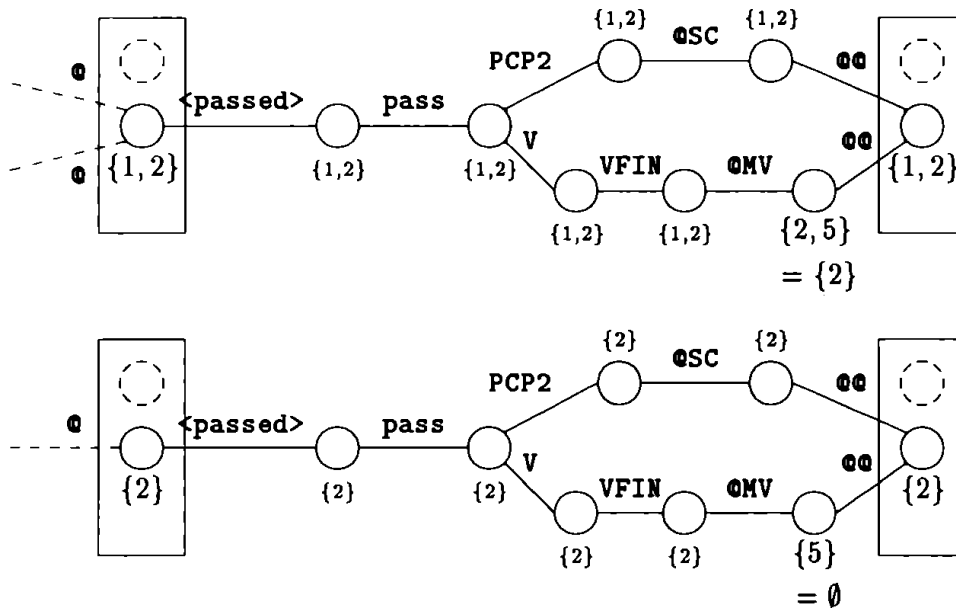 {1,2} @SC {1,2}
PCP2 @@
@ <passed> pass
V @@
{1,2} {1,2} {1,2} {1,2}
@ VFIN @MV
{1,2} {1,2} {2,5}
= {2}
{2} @SC {2}
PCP2 @@
@ <passed> pass
V @@
{2} {2} {2} {2}
VFIN @MV
{2} {2} {5}
= ∅